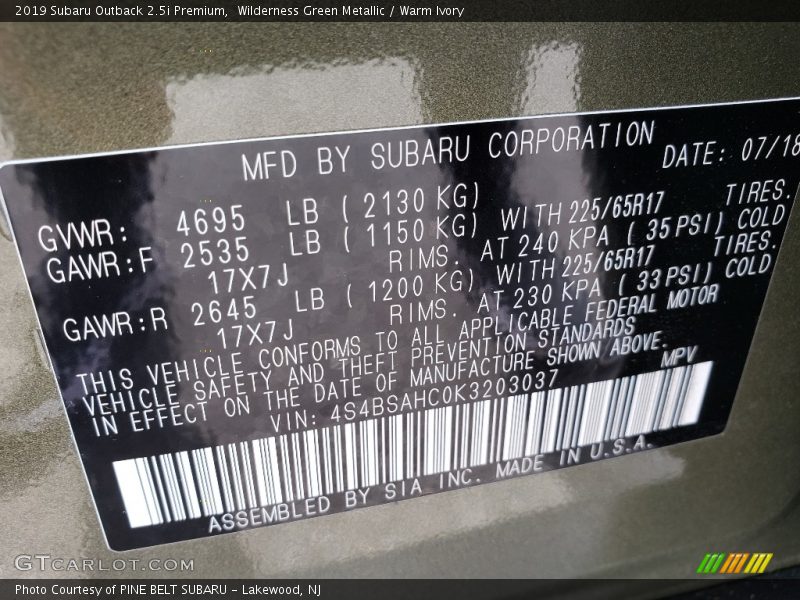 2019 Subaru Outback 2.5i Premium,  Wilderness Green Metallic / Warm Ivory
MFD BY SUBARU CORPORATION DATE: 07/18
GVWR: 4695 LB ( 2130 KG)
GAWR:F 2535 LB ( 1150 KG) WITH 225/65R17 TIRES.
17X7J RIMS. AT 240 KPA ( 35 PSI) COLD
GAWR:R 2645 LB ( 1200 KG) WITH 225/65R17 TIRES.
17X7J RIMS. AT 230 KPA ( 33 PSI) COLD
THIS VEHICLE CONFORMS TO ALL APPLICABLE FEDERAL MOTOR
VEHICLE SAFETY AND THEFT PREVENTION STANDARDS
IN EFFECT ON THE DATE OF MANUFACTURE SHOWN ABOVE.
VIN: 4S4BSAHC0K3203037 MPV
ASSEMBLED BY SIA INC. MADE IN U.S.A.
GTCARLOT.COM
Photo Courtesy of PINE BELT SUBARU - Lakewood, NJ